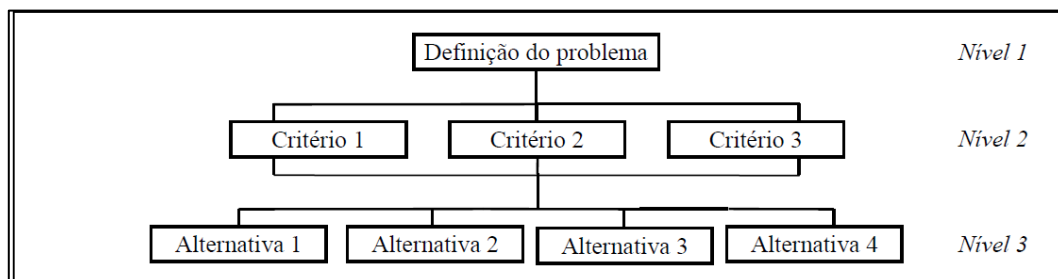 Definição do problema Nível 1
Critério 1 Critério 2 Critério 3 Nível 2
Alternativa 1 Alternativa 2 Alternativa 3 Alternativa 4 Nível 3